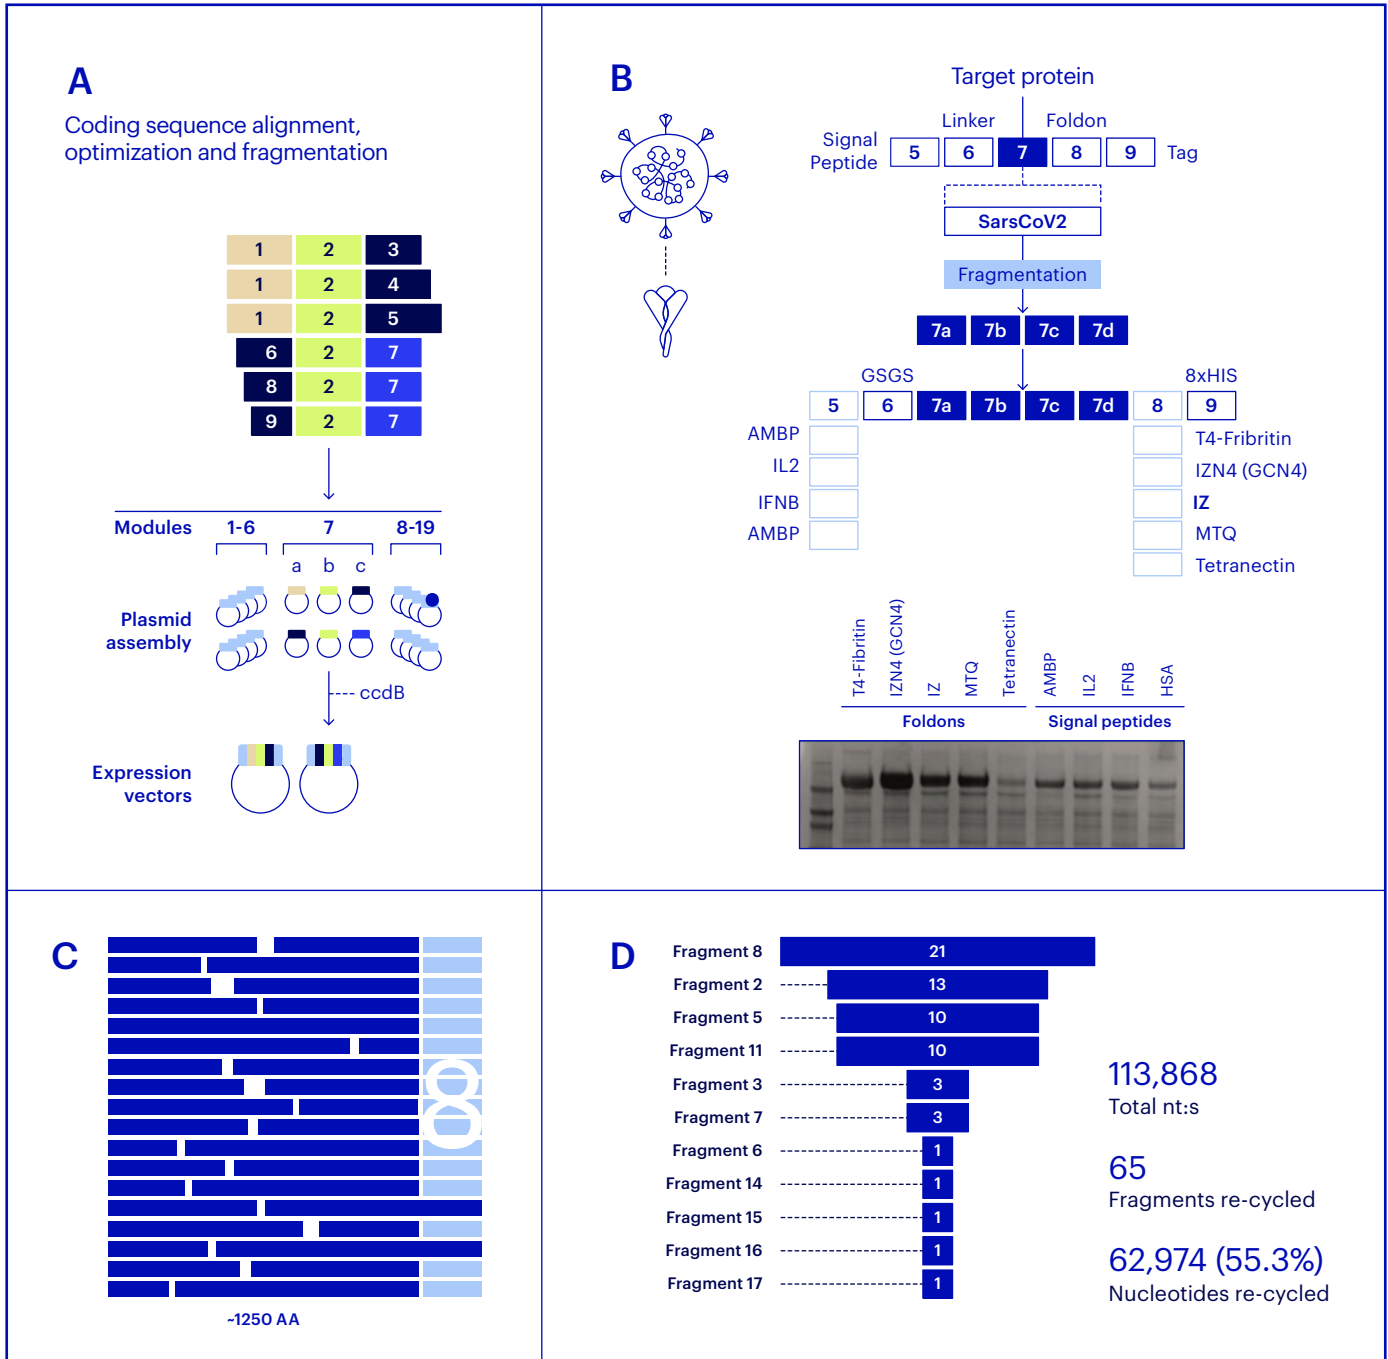 A
Coding sequence alignment,
optimization and fragmentation
1 2 3
1 2 4
1 2 5
6 2 7
8 2 7
9 2 7
Modules 1-6 7 8-19
a b c
Plasmid
assembly
ccdB
Expression
vectors
B
Target protein
Linker Foldon
Signal
Peptide
5 6 7 8 9 Tag
SarsCoV2
Fragmentation
7a 7b 7c 7d
GSGS 8xHIS
5 6 7a 7b 7c 7d 8 9
AMBP T4-Fribritin
IL2 IZN4 (GCN4)
IFNB IZ
AMBP MTQ
Tetranectin
T4-Fibritin IZN4 (GCN4) IZ MTQ Tetranectin AMBP IL2 IFNB HSA
Foldons Signal peptides
C
8
~1250 AA
D
Fragment 8 21
Fragment 2 13
Fragment 5 10
Fragment 11 10
Fragment 3 3
Fragment 7 3
Fragment 6 1
Fragment 14 1
Fragment 15 1
Fragment 16 1
Fragment 17 1
113,868
Total nt:s
65
Fragments re-cycled
62,974 (55.3%)
Nucleotides re-cycled